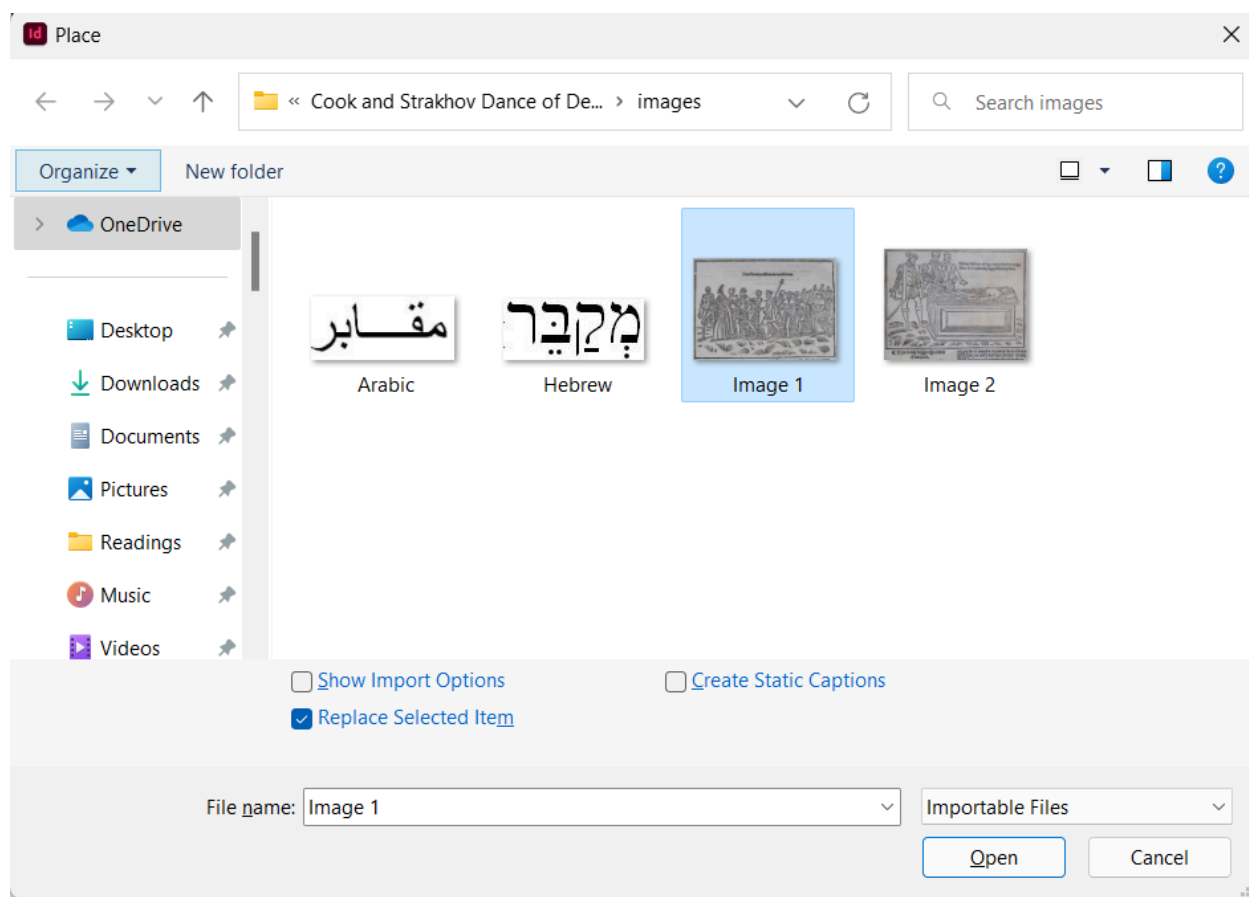 Id Place
« Cook and Strakhov Dance of De... › images
Search images
Organize
New folder
OneDrive
Desktop
Downloads
Documents
Pictures
Readings
Music
Videos
مقـــابر
מְקַבֵּר
Arabic
Hebrew
Image 1
Image 2
Show Import Options
Create Static Captions
Replace Selected Item
File name: Image 1
Importable Files
Open
Cancel